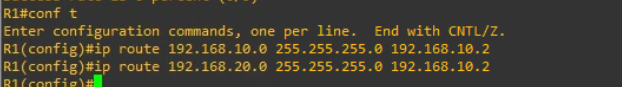 R1#conf t
Enter configuration commands, one per line.  End with CNTL/Z.
R1(config)#ip route 192.168.10.0 255.255.255.0 192.168.10.2
R1(config)#ip route 192.168.20.0 255.255.255.0 192.168.10.2
R1(config)#